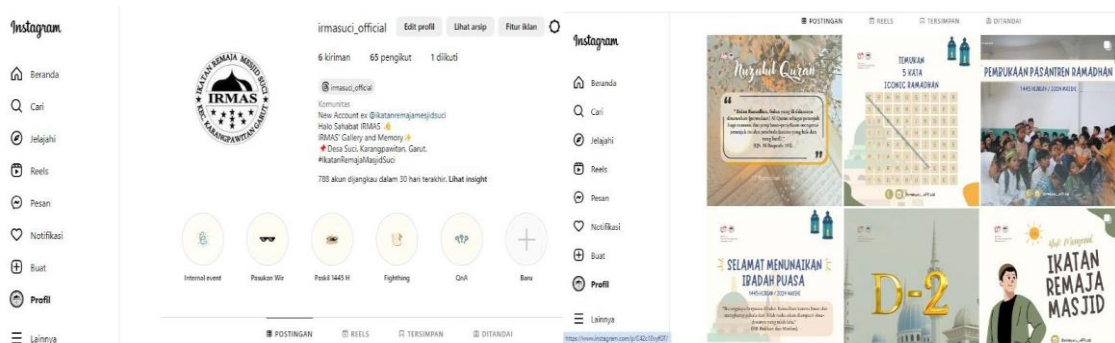 Instagram
Beranda
Cari
Jelajahi
Reels
Pesan
Notifikasi
Buat
Profil
Lainnya
IKATAN REMAJA MESJID SUCI
IRMAS
KEC. KARANGPAWITAN GARUT
irmasuci_official
Edit profil
Lihat arsip
Fitur iklan
6 kiriman 65 pengikut 1 diikuti
irmasuci_official
Komunitas
New Account ex @ikatanremajamesjidsuci
Halo Sahabat IRMAS
IRMAS' Gallery and Memory
Desa Suci. Karangpawitan. Garut.
#IkatanRemajaMasjidSuci
788 akun dijangkau dalam 30 hari terakhir. Lihat insight
Internal event
Pasukan Wir
Peskil 1445 H
Fighthing
QnA
Baru
POSTINGAN
REELS
TERSIMPAN
DITANDAI
Instagram
Beranda
Cari
Jelajahi
Reels
Pesan
Notifikasi
Buat
Profil
Lainnya
POSTINGAN
REELS
TERSIMPAN
DITANDAI
Nuzulul Quran
TEMUKAN
5 KATA
ICONIC RAMADHAN
PEMBUKAAN PASANTREN RAMADHAN
SELAMAT MENUNAIKAN
IBADAH PUASA
D-2
IKATAN
REMAJA
MASJID